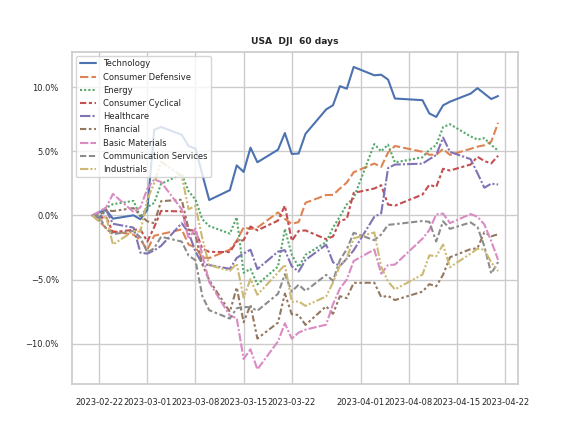 USA DJI 60 days
Technology
Consumer Defensive
Energy
Consumer Cyclical
Healthcare
Financial
Basic Materials
Communication Services
Industrials
10.0%
5.0%
0.0%
−5.0%
−10.0%
2023-02-22 2023-03-01 2023-03-08 2023-03-15 2023-03-22 2023-04-01 2023-04-08 2023-04-15 2023-04-22